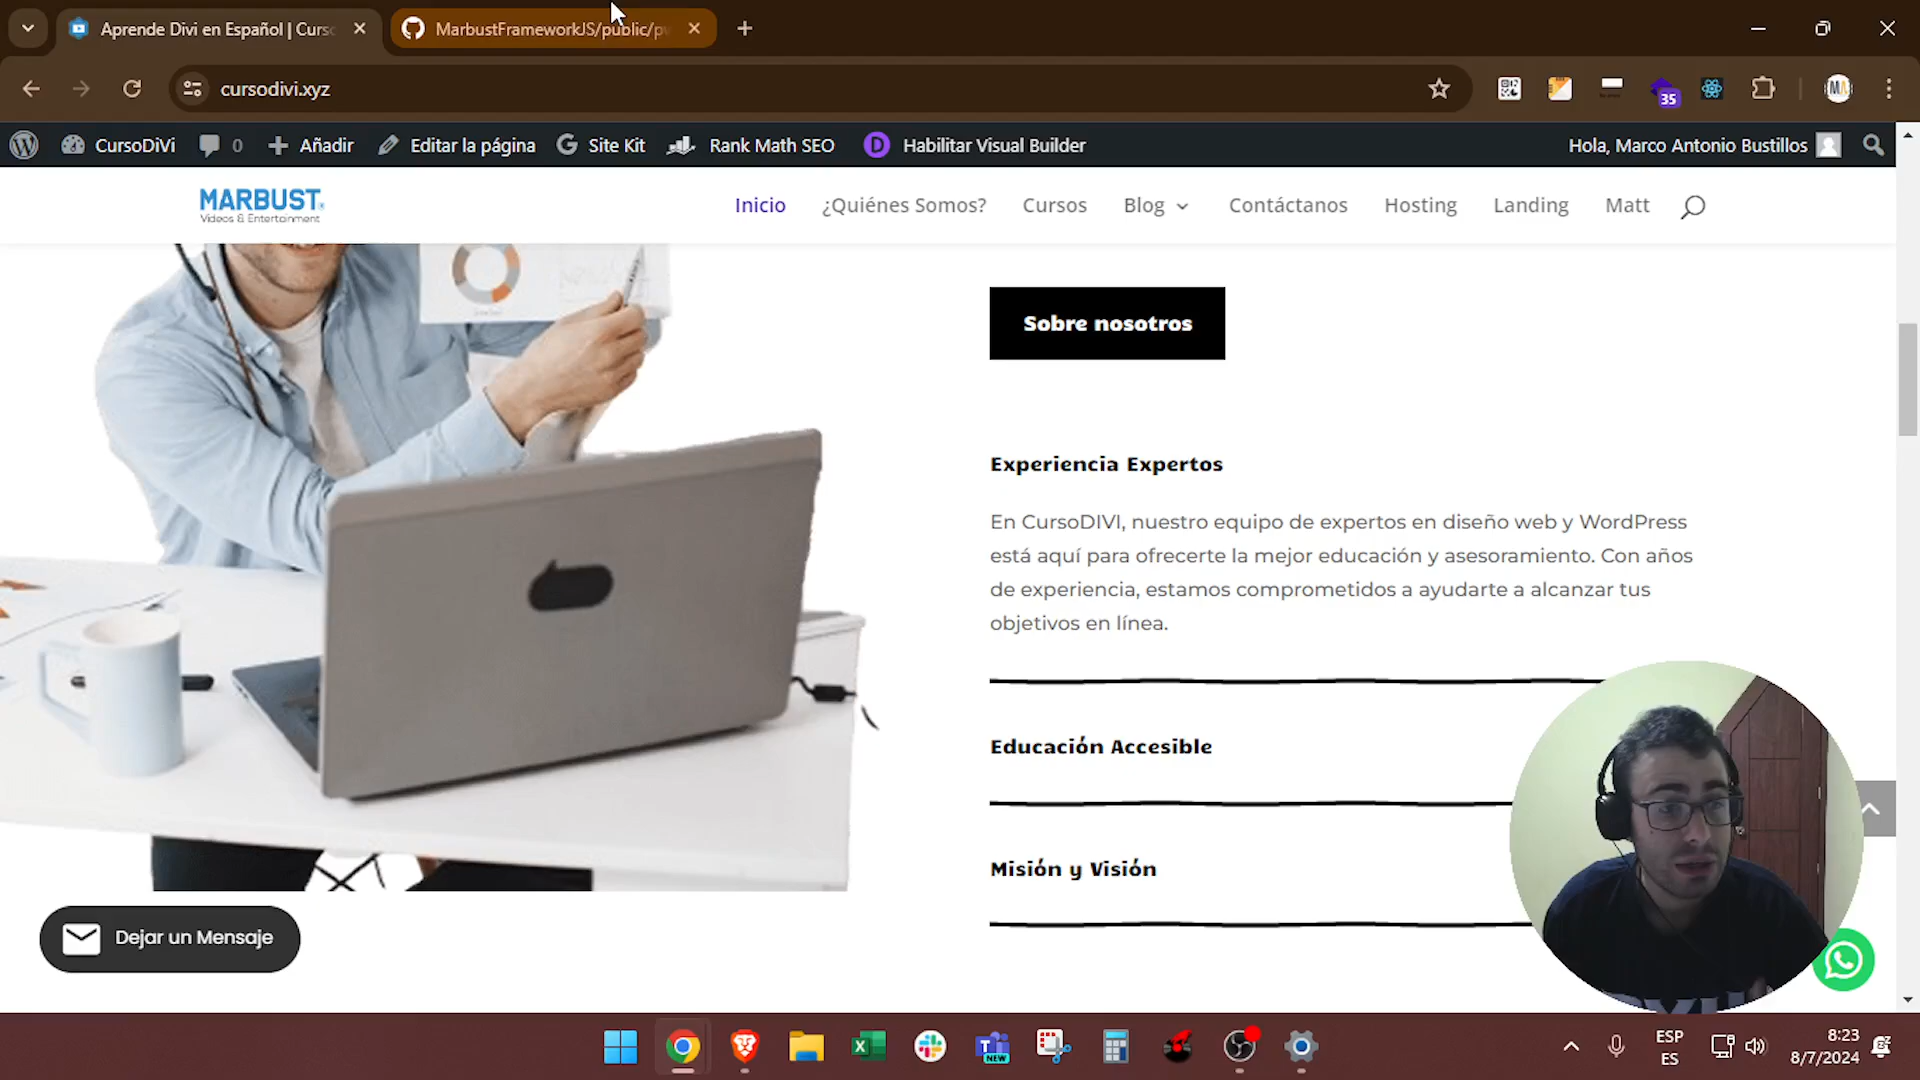 Aprende Divi en Español | Curs
MarbustFrameworkJS/public/pw
cursodivi.xyz
35
CursoDiVi
0
Añadir
Editar la página
Site Kit
Rank Math SEO
Habilitar Visual Builder
Hola, Marco Antonio Bustillos
MARBUST
Videos & Entertainment
Inicio
¿Quiénes Somos?
Cursos
Blog
Contáctanos
Hosting
Landing
Matt
Sobre nosotros
Experiencia Expertos
En CursoDIVI, nuestro equipo de expertos en diseño web y WordPress
está aquí para ofrecerte la mejor educación y asesoramiento. Con años
de experiencia, estamos comprometidos a ayudarte a alcanzar tus
objetivos en línea.
Educación Accesible
Misión y Visión
Dejar un Mensaje
NEW
ESP
ES
8:23
8/7/2024